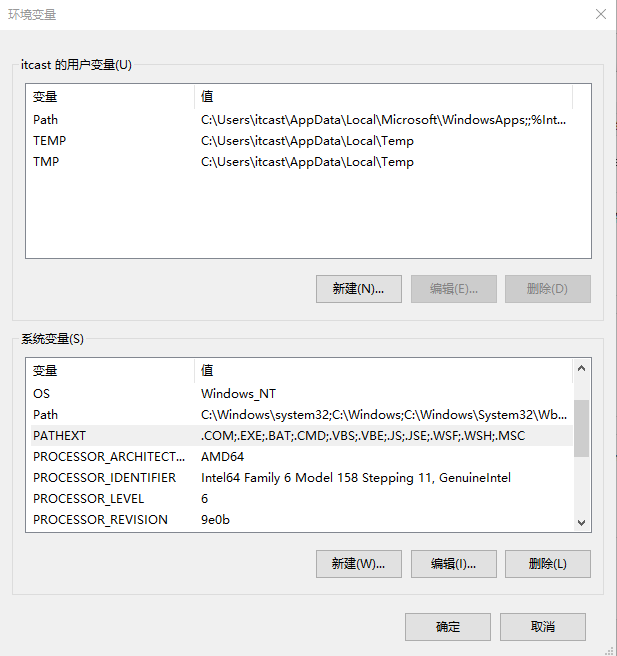 环境变量
itcast 的用户变量(U)
变量 值
Path C:\Users\itcast\AppData\Local\Microsoft\WindowsApps;;%Int...
TEMP C:\Users\itcast\AppData\Local\Temp
TMP C:\Users\itcast\AppData\Local\Temp
新建(N)... 编辑(E)... 删除(D)
系统变量(S)
变量 值
OS Windows_NT
Path C:\Windows\system32;C:\Windows;C:\Windows\System32\Wb...
PATHEXT .COM;.EXE;.BAT;.CMD;.VBS;.VBE;.JS;.JSE;.WSF;.WSH;.MSC
PROCESSOR_ARCHITECT... AMD64
PROCESSOR_IDENTIFIER Intel64 Family 6 Model 158 Stepping 11, GenuineIntel
PROCESSOR_LEVEL 6
PROCESSOR_REVISION 9e0b
新建(W)... 编辑(I)... 删除(L)
确定 取消